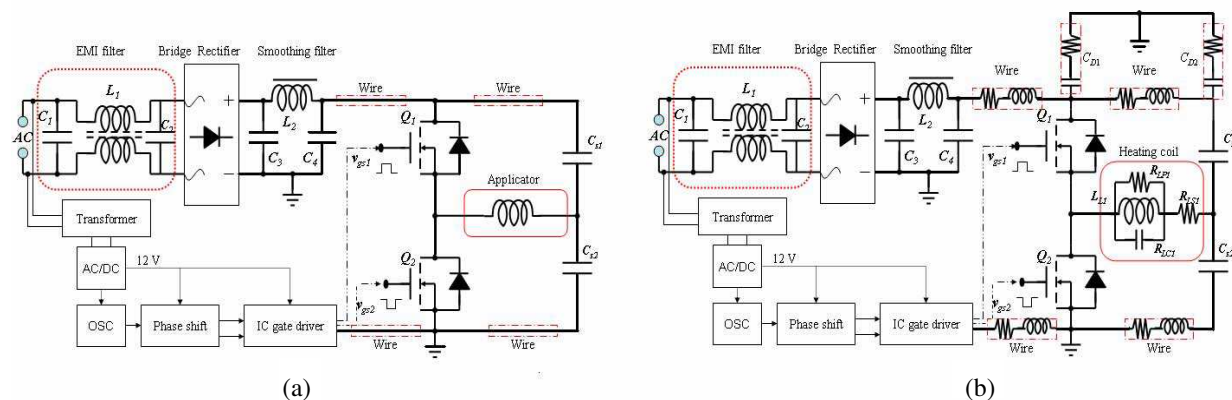 EMI filter
Bridge Rectifier
Smoothing filter
L1
C1
C2
AC
+
−
L2
C3
C4
Wire
Wire
Q1
vgs1
Cs1
Applicator
Transformer
AC/DC
12 V
Q2
vgs2
Cs2
OSC
Phase shift
IC gate driver
Wire
Wire
(a)
EMI filter
Bridge Rectifier
Smoothing filter
L1
C1
C2
AC
+
−
L2
C3
C4
CD1
CD2
Wire
Wire
Q1
vgs1
Heating coil
RLP1
LL1
RLS1
RLC1
Transformer
AC/DC
12 V
Q2
vgs2
Cs2
OSC
Phase shift
IC gate driver
Wire
Wire
(b)